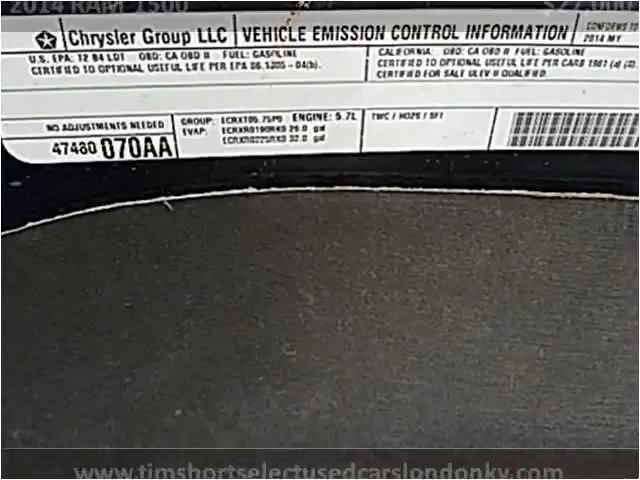 2014 RAM 1500
Chrysler Group LLC VEHICLE EMISSION CONTROL INFORMATION CONFORMS TO
2014 MY
U.S. EPA: T2 B4 LDT OBD: CA OBD II FUEL: GASOLINE
CERTIFIED TO OPTIONAL USEFUL LIFE PER EPA 86.1805 - 04(b).
CALIFORNIA: OBD: CA OBD II FUEL: GASOLINE
CERTIFIED TO OPTIONAL USEFUL LIFE PER CARB 1961
CERTIFIED FOR SALE ULEV II QUALIFIED.
NO ADJUSTMENTS NEEDED
47480 070AA
GROUP: ECRXT05.75P0 ENGINE: 5.7L
EVAP:
TWC / HO2S / SFI
www.timshortselectusedcarslondonky.com